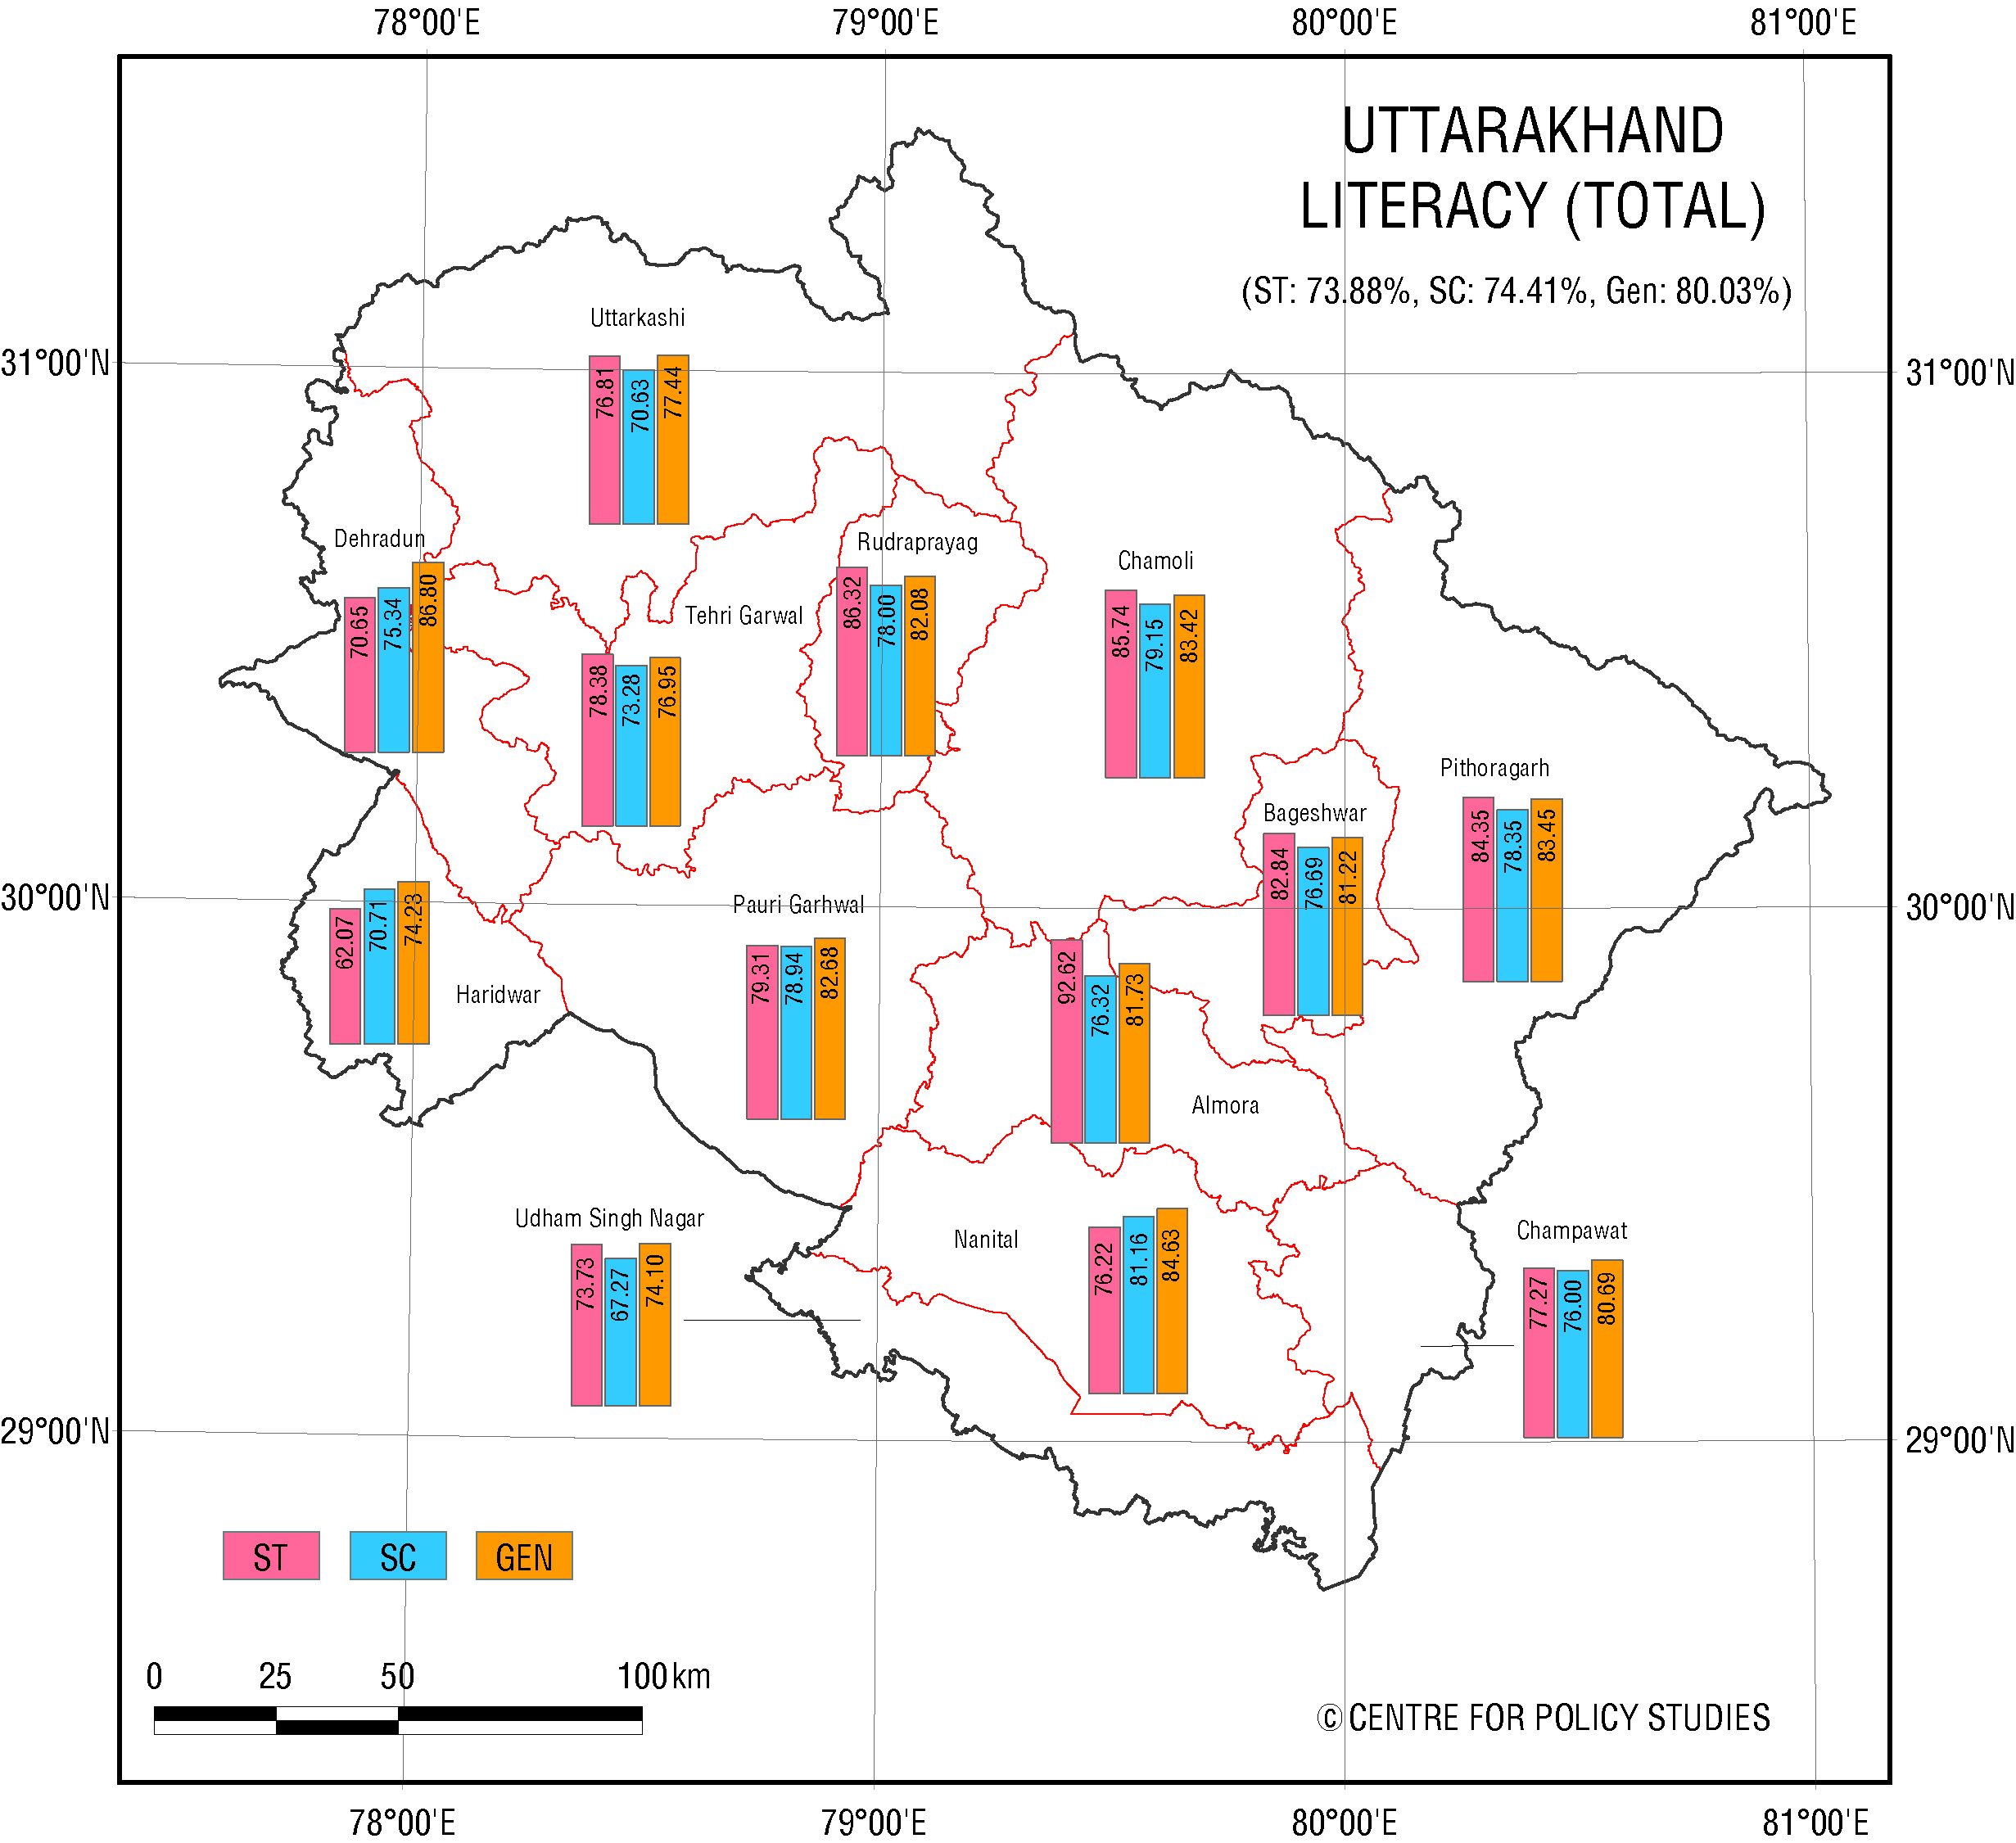 78°00'E
79°00'E
80°00'E
81°00'E
UTTARAKHAND
LITERACY (TOTAL)
(ST: 73.88%, SC: 74.41%, Gen: 80.03%)
31°00'N
31°00'N
Uttarkashi
76.81
70.63
77.44
Dehradun
70.65
75.34
86.80
Tehri Garwal
78.38
73.28
76.95
Rudraprayag
86.32
78.00
82.08
Chamoli
85.74
79.15
83.42
Pithoragarh
84.35
78.35
83.45
Bageshwar
82.84
76.69
81.22
30°00'N
30°00'N
62.07
70.71
74.23
Haridwar
Pauri Garhwal
79.31
78.94
82.68
92.62
76.32
81.73
Almora
Udham Singh Nagar
73.73
67.27
74.10
Nanital
76.22
81.16
84.63
Champawat
77.27
76.00
80.69
29°00'N
29°00'N
ST
SC
GEN
0
25
50
100 km
©CENTRE FOR POLICY STUDIES
78°00'E
79°00'E
80°00'E
81°00'E